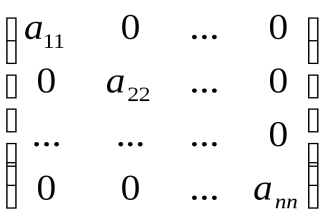 a₁₁ 0 ... 0
0 a₂₂ ... 0
... ... ... 0
0 0 ... aₙₙ